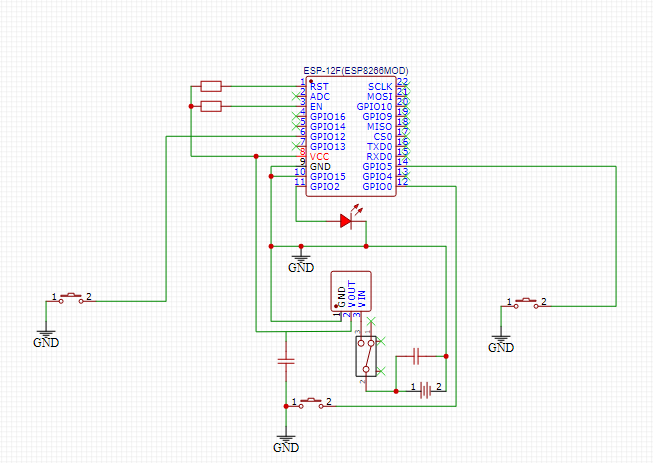 ESP-12F(ESP8266MOD)
1 RST SCLK 22
2 ADC MOSI 21
3 EN GPIO10 20
4 GPIO16 GPIO9 19
5 GPIO14 MISO 18
6 GPIO12 CS0 17
7 GPIO13 TXD0 16
8 VCC RXD0 15
9 GND GPIO5 14
10 GPIO15 GPIO4 13
11 GPIO2 GPIO0 12
GND
GND VOUT VIN
1 2 3
1 2
GND
1 2
GND
3 1
2
1 2
1 2
GND